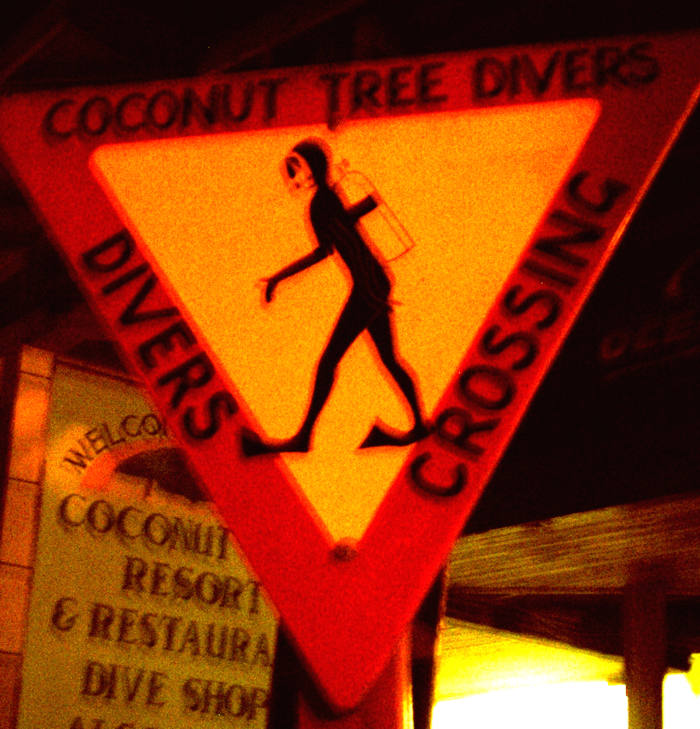 COCONUT TREE DIVERS
DIVERS
CROSSING
COCONUT
RESORT
& RESTAURA
DIVE SHOP